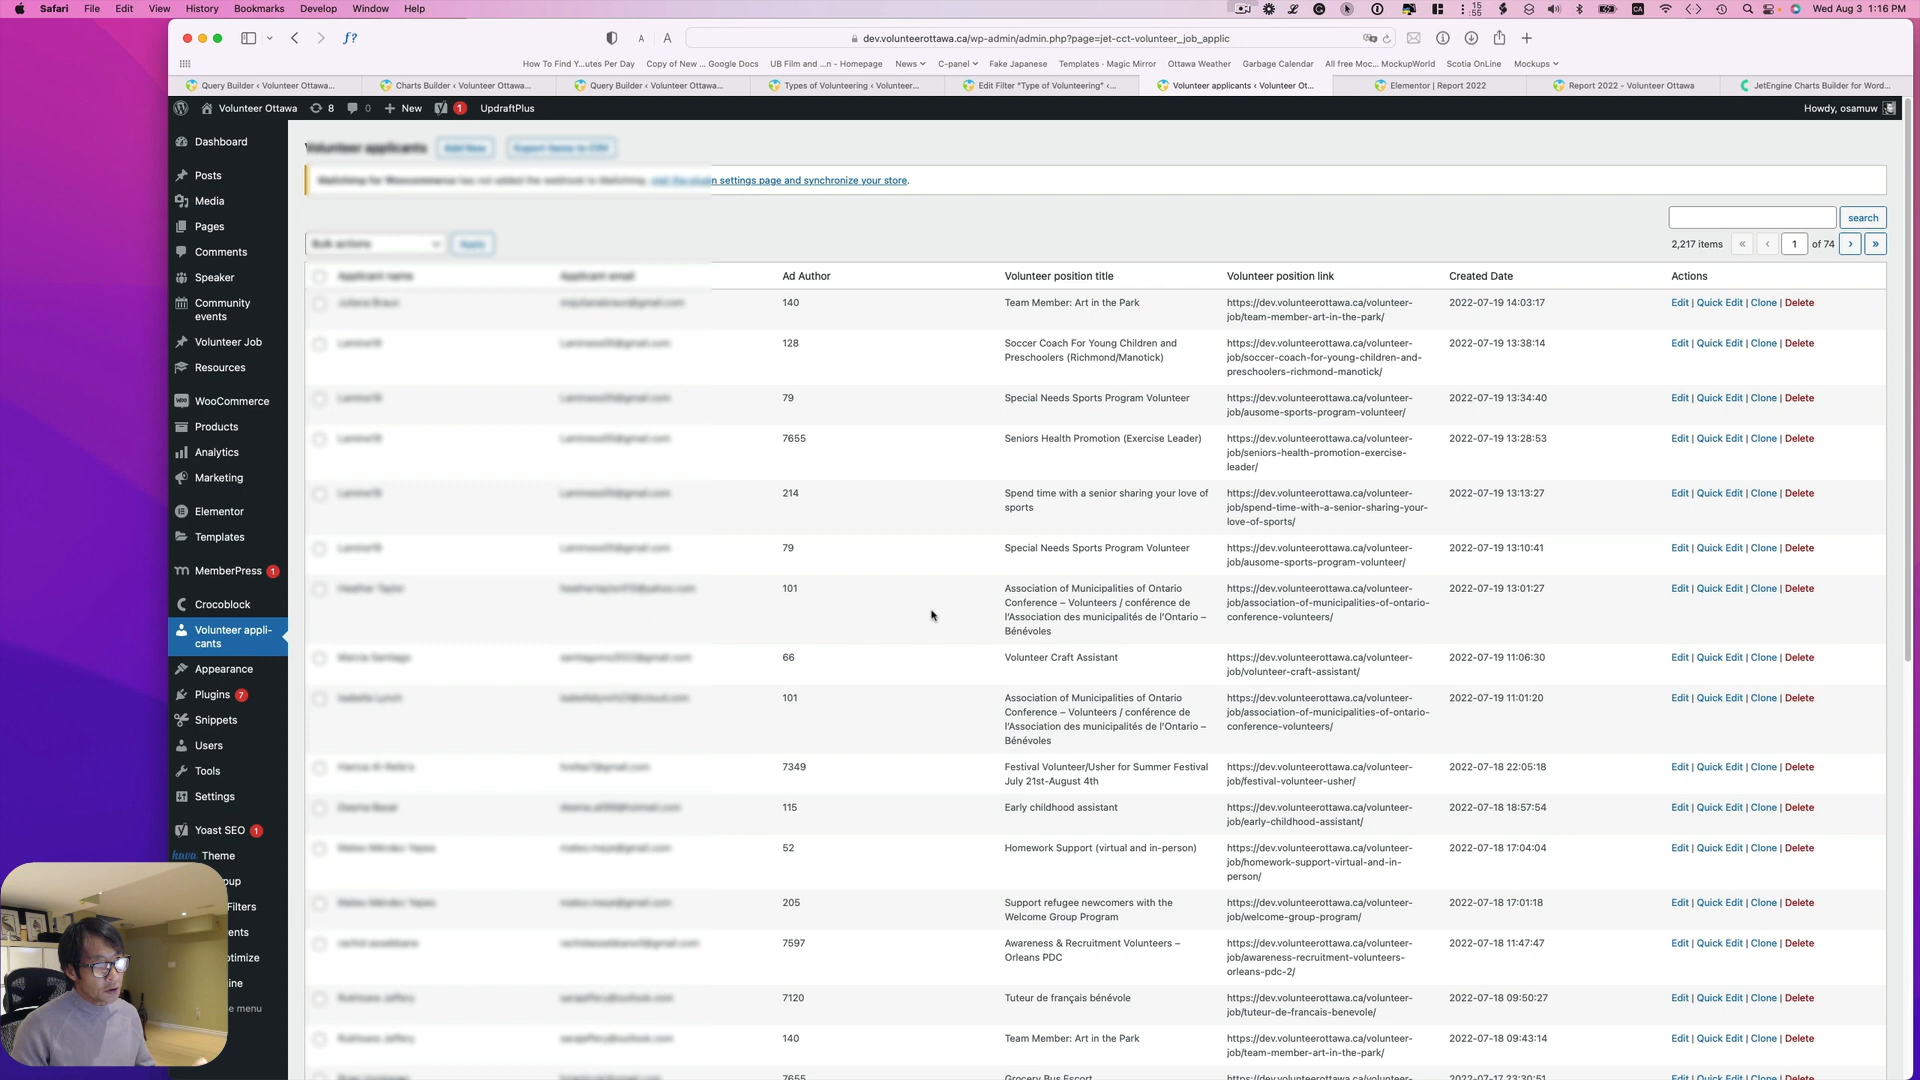 Safari File Edit View History Bookmarks Develop Window Help
15
55
CA
Wed Aug 3 1:16 PM
f?
A A
dev.volunteerottawa.ca/wp-admin/admin.php?page=jet-cct-volunteer_job_applic
How To Find Y...utes Per Day Copy of New ... Google Docs UB Film and ...n - Homepage News C-panel Fake Japanese Templates · Magic Mirror Ottawa Weather Garbage Calendar All free Moc... MockupWorld Scotia OnLine Mockups
Query Builder ‹ Volunteer Ottawa... Charts Builder ‹ Volunteer Ottawa... Query Builder ‹ Volunteer Ottawa... Types of Volunteering ‹ Volunteer... Edit Filter "Type of Volunteering" ‹... Volunteer applicants ‹ Volunteer Ot... Elementor | Report 2022 Report 2022 - Volunteer Ottawa JetEngine Charts Builder for Word...
Volunteer Ottawa 8 0 New 1 UpdraftPlus
Howdy, osamuw
Dashboard
Posts
Media
Pages
Comments
Speaker
Community
events
Volunteer Job
Resources
WooCommerce
Products
Analytics
Marketing
Elementor
Templates
MemberPress 1
Crocoblock
Volunteer appli-
cants
Appearance
Plugins 7
Snippets
Users
Tools
Settings
Yoast SEO 1
kava Theme
Volunteer applicants Add New Export items to CSV
n settings page and synchronize your store.
search
Bulk actions Apply
2,217 items « ‹ 1 of 74 › »
Applicant name Applicant email Ad Author Volunteer position title Volunteer position link Created Date Actions
140 Team Member: Art in the Park https://dev.volunteerottawa.ca/volunteer-
job/team-member-art-in-the-park/ 2022-07-19 14:03:17 Edit | Quick Edit | Clone | Delete
128 Soccer Coach For Young Children and
Preschoolers (Richmond/Manotick) https://dev.volunteerottawa.ca/volunteer-
job/soccer-coach-for-young-children-and-
preschoolers-richmond-manotick/ 2022-07-19 13:38:14 Edit | Quick Edit | Clone | Delete
79 Special Needs Sports Program Volunteer https://dev.volunteerottawa.ca/volunteer-
job/ausome-sports-program-volunteer/ 2022-07-19 13:34:40 Edit | Quick Edit | Clone | Delete
7655 Seniors Health Promotion (Exercise Leader) https://dev.volunteerottawa.ca/volunteer-
job/seniors-health-promotion-exercise-
leader/ 2022-07-19 13:28:53 Edit | Quick Edit | Clone | Delete
214 Spend time with a senior sharing your love of
sports https://dev.volunteerottawa.ca/volunteer-
job/spend-time-with-a-senior-sharing-your-
love-of-sports/ 2022-07-19 13:13:27 Edit | Quick Edit | Clone | Delete
79 Special Needs Sports Program Volunteer https://dev.volunteerottawa.ca/volunteer-
job/ausome-sports-program-volunteer/ 2022-07-19 13:10:41 Edit | Quick Edit | Clone | Delete
101 Association of Municipalities of Ontario
Conference – Volunteers / conférence de
l'Association des municipalités de l'Ontario –
Bénévoles https://dev.volunteerottawa.ca/volunteer-
job/association-of-municipalities-of-ontario-
conference-volunteers/ 2022-07-19 13:01:27 Edit | Quick Edit | Clone | Delete
66 Volunteer Craft Assistant https://dev.volunteerottawa.ca/volunteer-
job/volunteer-craft-assistant/ 2022-07-19 11:06:30 Edit | Quick Edit | Clone | Delete
101 Association of Municipalities of Ontario
Conference – Volunteers / conférence de
l'Association des municipalités de l'Ontario –
Bénévoles https://dev.volunteerottawa.ca/volunteer-
job/association-of-municipalities-of-ontario-
conference-volunteers/ 2022-07-19 11:01:20 Edit | Quick Edit | Clone | Delete
7349 Festival Volunteer/Usher for Summer Festival
July 21st-August 4th https://dev.volunteerottawa.ca/volunteer-
job/festival-volunteer-usher/ 2022-07-18 22:05:18 Edit | Quick Edit | Clone | Delete
115 Early childhood assistant https://dev.volunteerottawa.ca/volunteer-
job/early-childhood-assistant/ 2022-07-18 18:57:54 Edit | Quick Edit | Clone | Delete
52 Homework Support (virtual and in-person) https://dev.volunteerottawa.ca/volunteer-
job/homework-support-virtual-and-in-
person/ 2022-07-18 17:04:04 Edit | Quick Edit | Clone | Delete
205 Support refugee newcomers with the
Welcome Group Program https://dev.volunteerottawa.ca/volunteer-
job/welcome-group-program/ 2022-07-18 17:01:18 Edit | Quick Edit | Clone | Delete
7597 Awareness & Recruitment Volunteers –
Orleans PDC https://dev.volunteerottawa.ca/volunteer-
job/awareness-recruitment-volunteers-
orleans-pdc-2/ 2022-07-18 11:47:47 Edit | Quick Edit | Clone | Delete
7120 Tuteur de français bénévole https://dev.volunteerottawa.ca/volunteer-
job/tuteur-de-francais-benevole/ 2022-07-18 09:50:27 Edit | Quick Edit | Clone | Delete
140 Team Member: Art in the Park https://dev.volunteerottawa.ca/volunteer-
job/team-member-art-in-the-park/ 2022-07-18 09:43:14 Edit | Quick Edit | Clone | Delete
7655 Grocery Bus Escort https://dev.volunteerottawa.ca/volunteer- 2022-07-17 23:30:51 Edit | Quick Edit | Clone | Delete